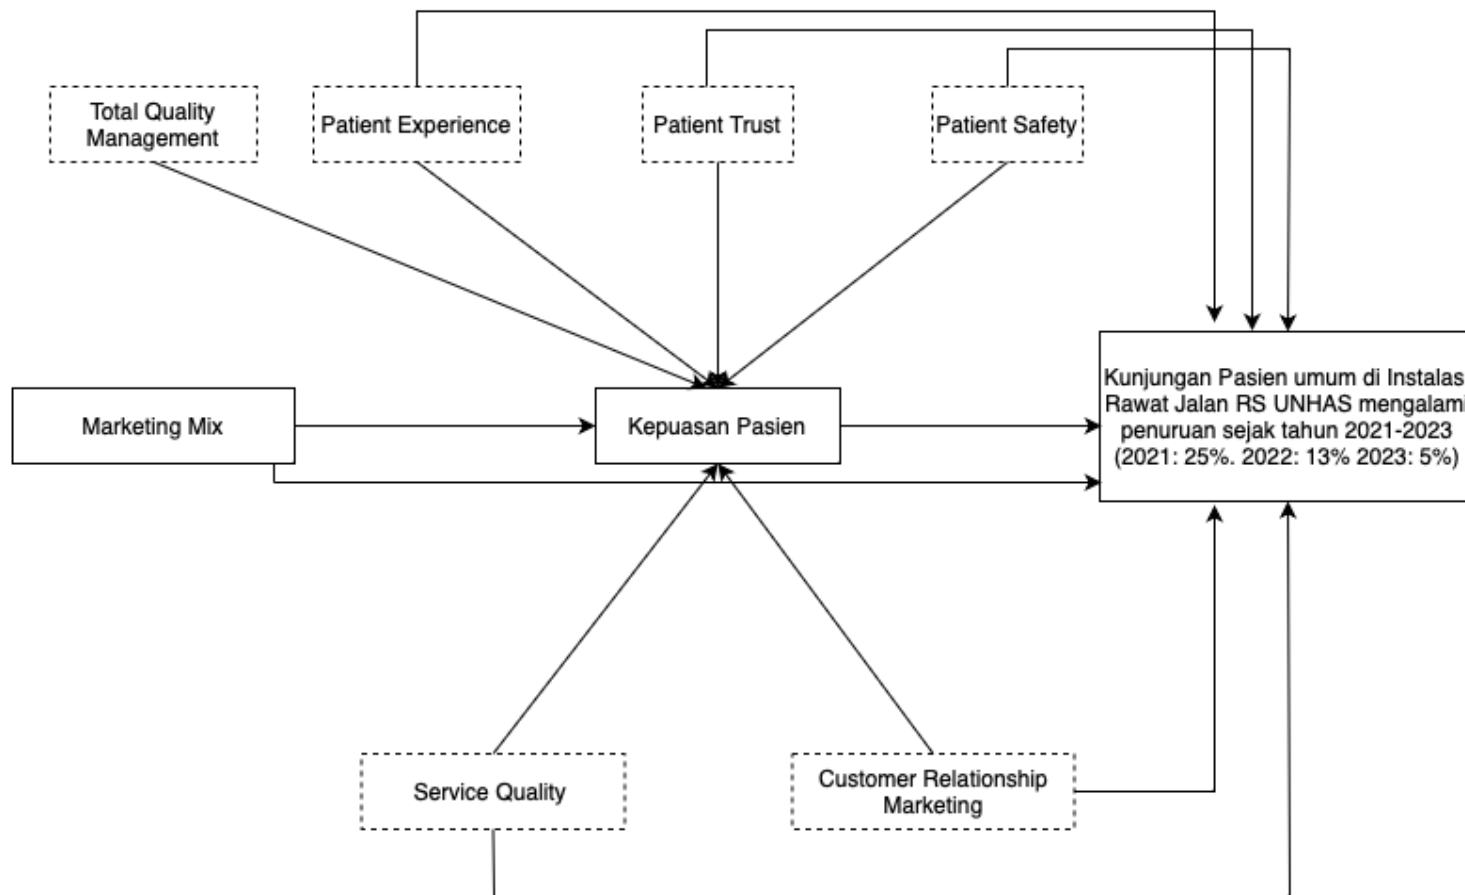 Total Quality
Management
Patient Experience
Patient Trust
Patient Safety
Marketing Mix
Kepuasan Pasien
Kunjungan Pasien umum di Instalas
Rawat Jalan RS UNHAS mengalami
penuruan sejak tahun 2021-2023
(2021: 25%. 2022: 13% 2023: 5%)
Service Quality
Customer Relationship
Marketing